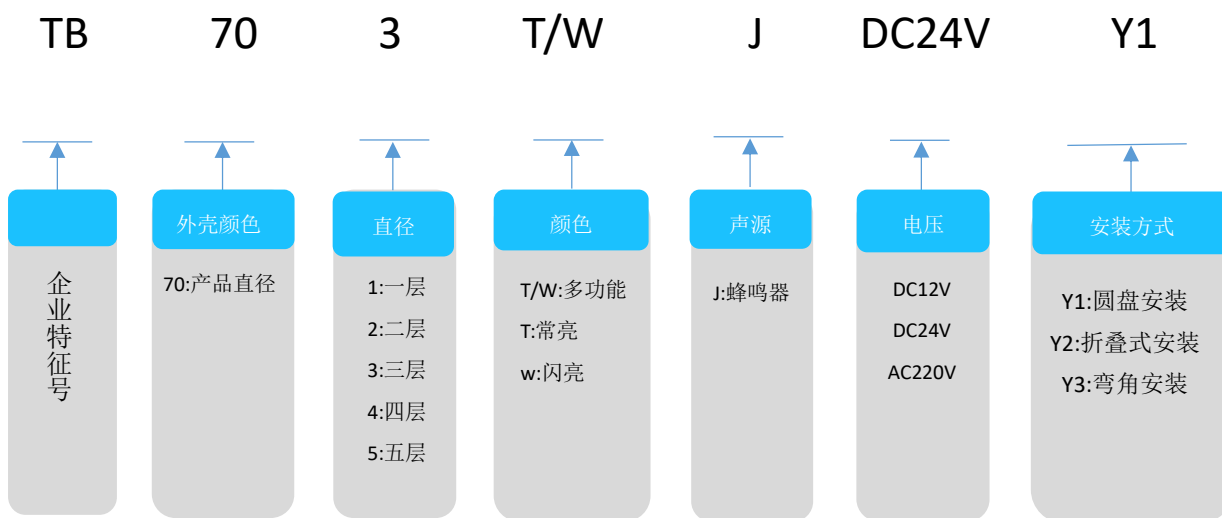 TB 70 3 T/W J DC24V Y1
外壳颜色 直径 颜色 声源 电压 安装方式
企业特征号
70:产品直径
1:一层
2:二层
3:三层
4:四层
5:五层
T/W:多功能
T:常亮
w:闪亮
J:蜂鸣器
DC12V
DC24V
AC220V
Y1:圆盘安装
Y2:折叠式安装
Y3:弯角安装